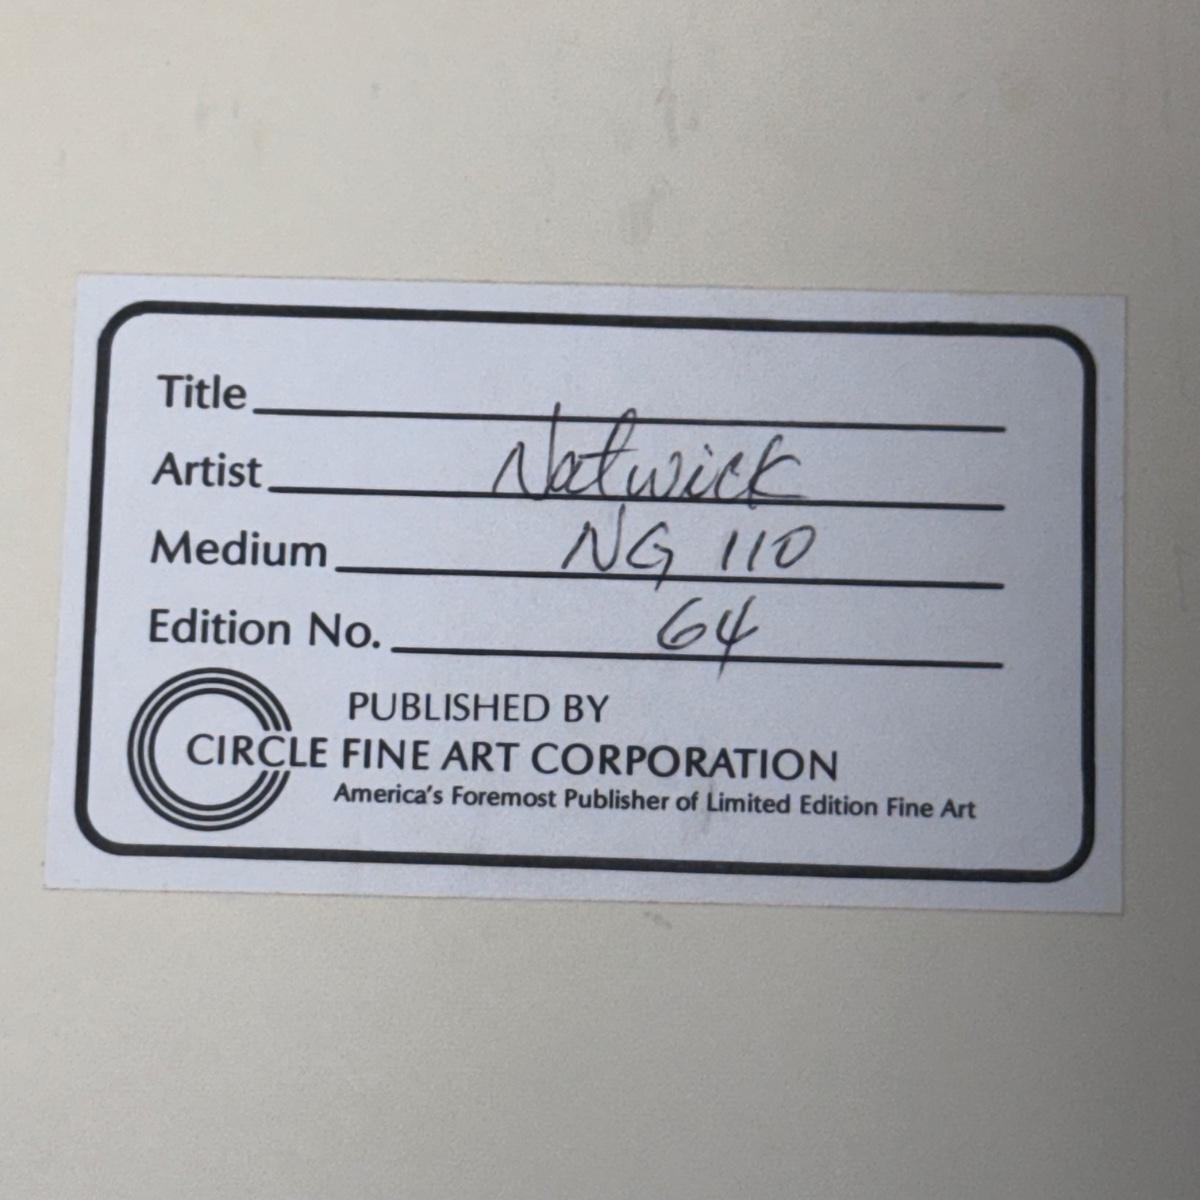 Title
Artist Natwick
Medium NG 110
Edition No. 64
PUBLISHED BY
CIRCLE FINE ART CORPORATION
America's Foremost Publisher of Limited Edition Fine Art